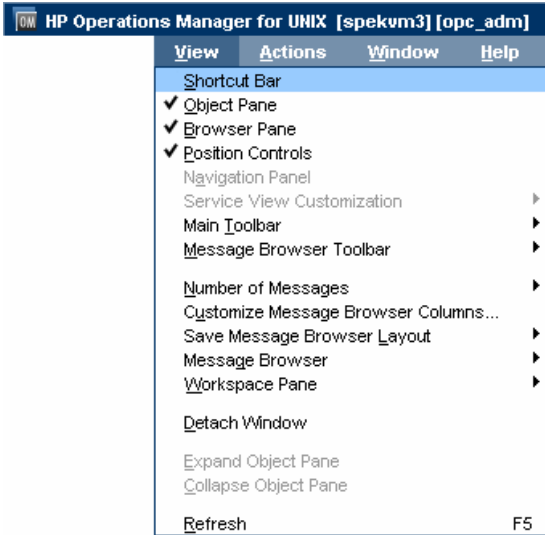 OM HP Operations Manager for UNIX [spekvm3] [opc_adm]
View Actions Window Help
Shortcut Bar
Object Pane
Browser Pane
Position Controls
Navigation Panel
Service View Customization
Main Toolbar
Message Browser Toolbar
Number of Messages
Customize Message Browser Columns...
Save Message Browser Layout
Message Browser
Workspace Pane
Detach Window
Expand Object Pane
Collapse Object Pane
Refresh F5